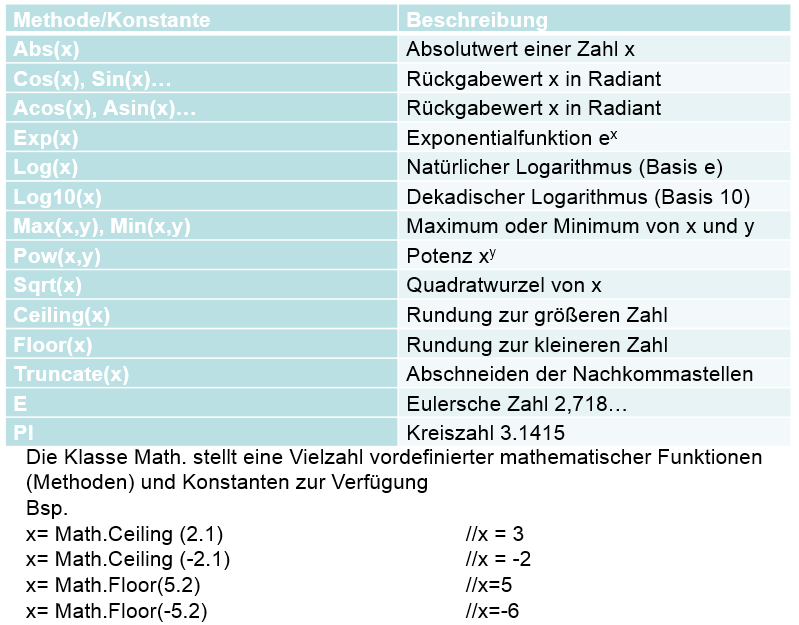 Methode/Konstante Beschreibung
Abs(x) Absolutwert einer Zahl x
Cos(x), Sin(x)… Rückgabewert x in Radiant
Acos(x), Asin(x)… Rückgabewert x in Radiant
Exp(x) Exponentialfunktion eˣ
Log(x) Natürlicher Logarithmus (Basis e)
Log10(x) Dekadischer Logarithmus (Basis 10)
Max(x,y), Min(x,y) Maximum oder Minimum von x und y
Pow(x,y) Potenz xʸ
Sqrt(x) Quadratwurzel von x
Ceiling(x) Rundung zur größeren Zahl
Floor(x) Rundung zur kleineren Zahl
Truncate(x) Abschneiden der Nachkommastellen
E Eulersche Zahl 2,718…
PI Kreiszahl 3.1415
Die Klasse Math. stellt eine Vielzahl vordefinierter mathematischer Funktionen
(Methoden) und Konstanten zur Verfügung
Bsp.
x= Math.Ceiling (2.1) //x = 3
x= Math.Ceiling (-2.1) //x = -2
x= Math.Floor(5.2) //x=5
x= Math.Floor(-5.2) //x=-6